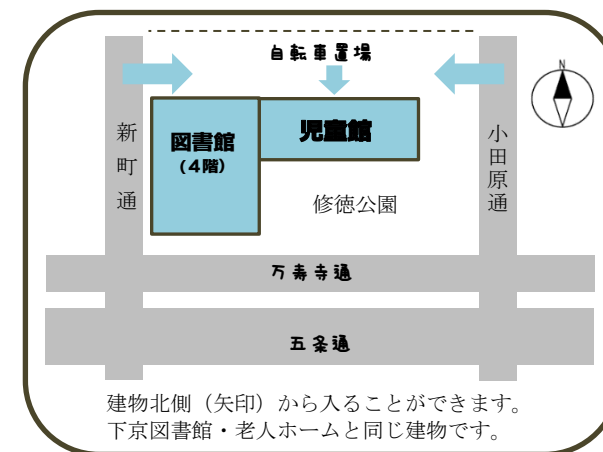 自転車置場
N
新町通
図書館
(4階)
児童館
小田原通
修徳公園
万寿寺通
五条通
建物北側（矢印）から入ることができます。
下京図書館・老人ホームと同じ建物です。